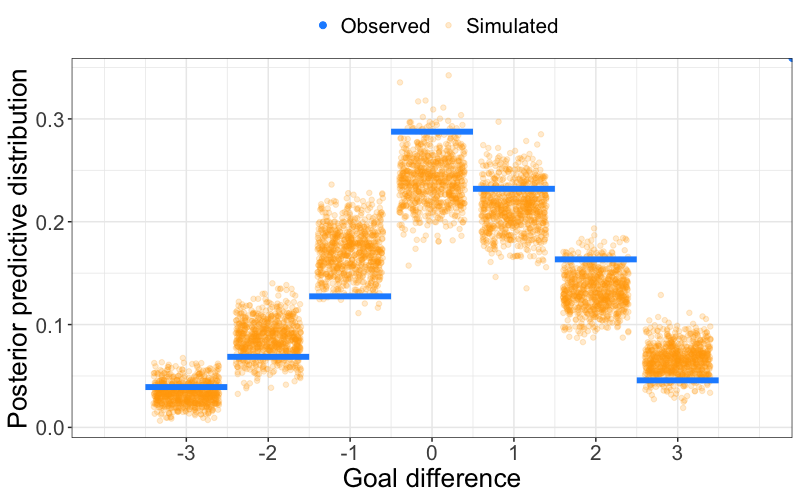 Observed Simulated
Posterior predictive distribution
0.3
0.2
0.1
0.0
-3 -2 -1 0 1 2 3
Goal difference